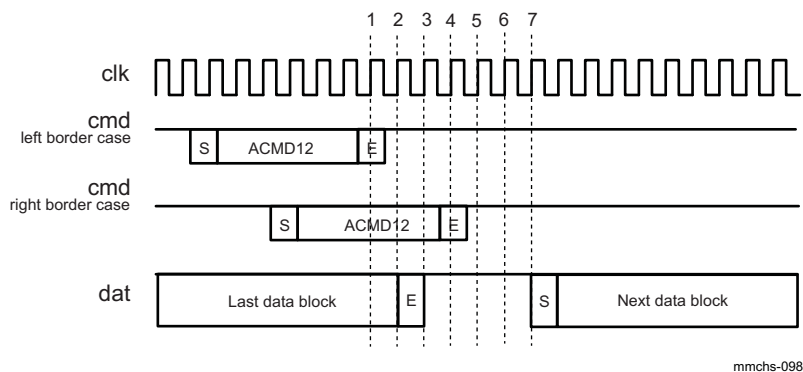 1 2 3 4 5 6 7
clk
cmd
left border case
S ACMD12 E
cmd
right border case
S ACMD12 E
dat
Last data block E S Next data block
mmchs-098